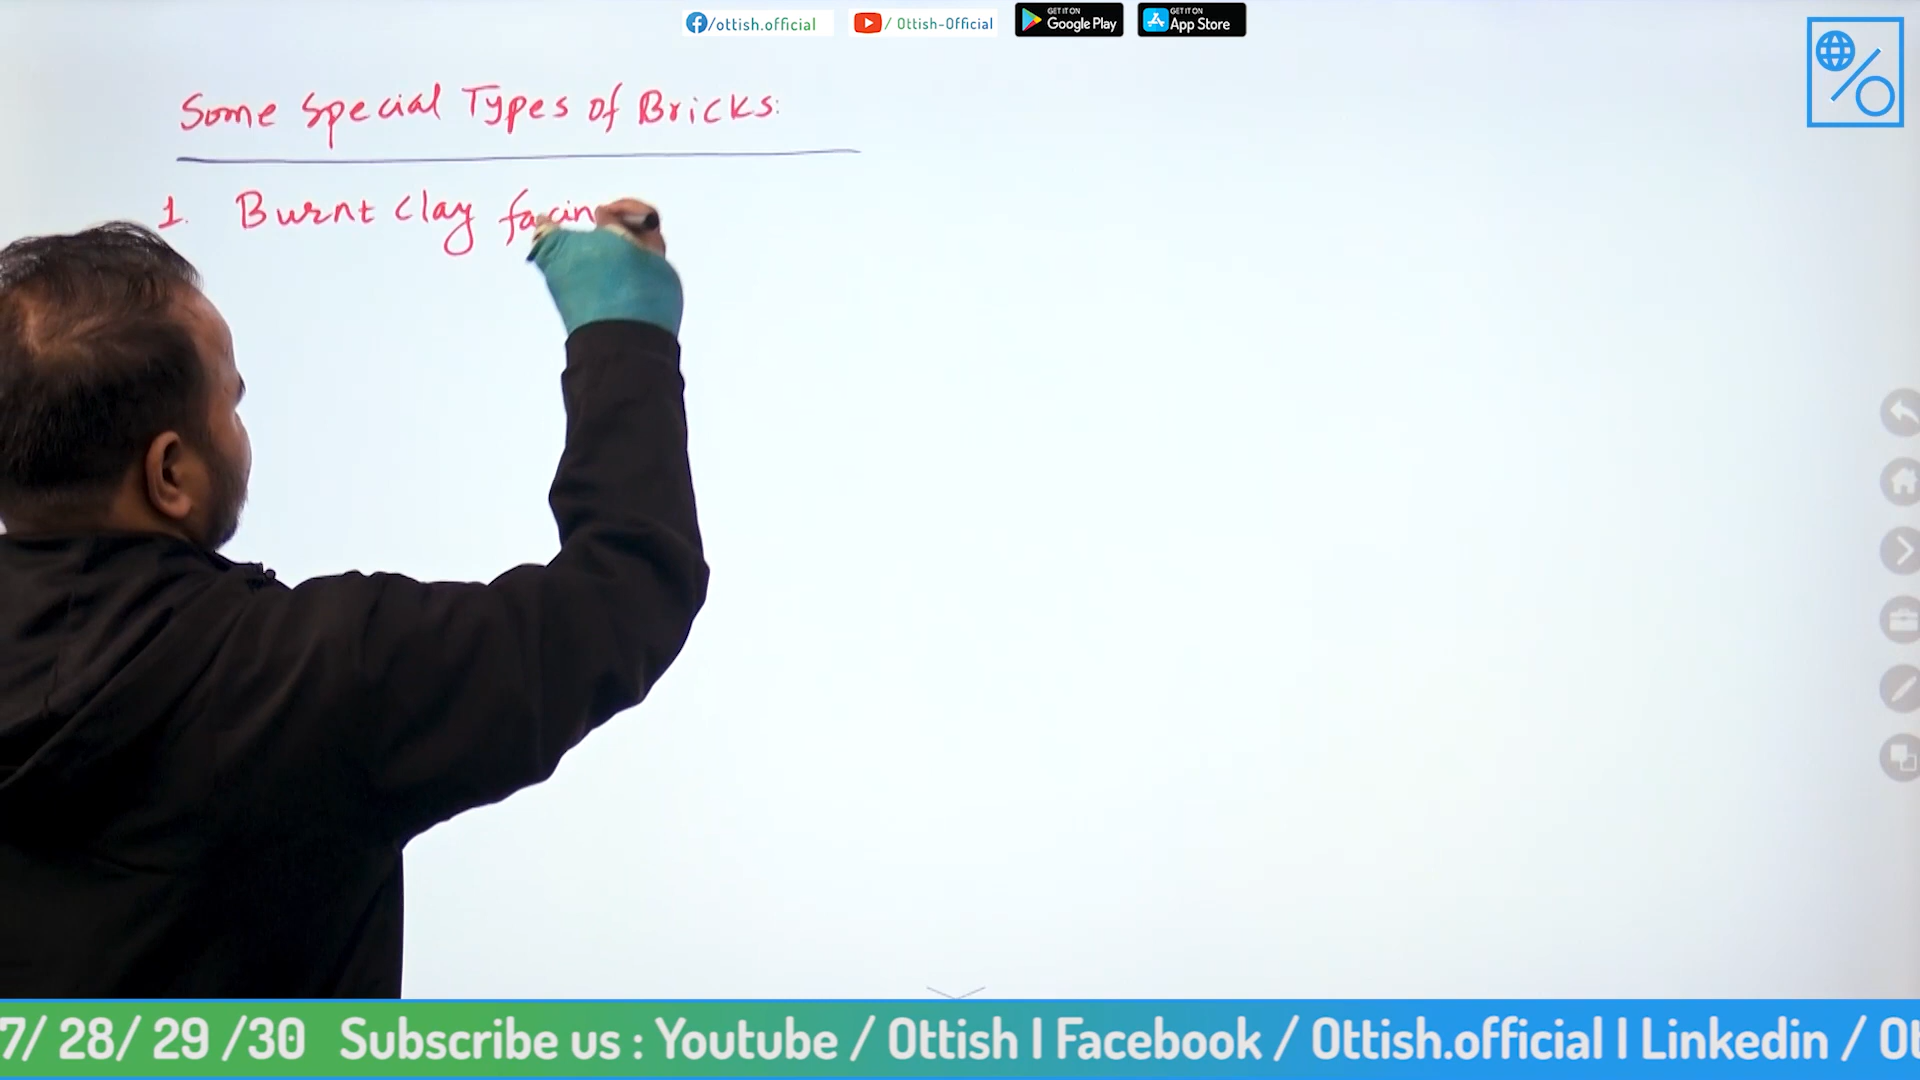 /ottish.official
/ Ottish-Official
GET IT ON
Google Play
GET IT ON
App Store
Some Special Types of Bricks:
1. Burnt Clay facin
7/ 28/ 29 /30 Subscribe us : Youtube / Ottish | Facebook / Ottish.official | Linkedin / Ot